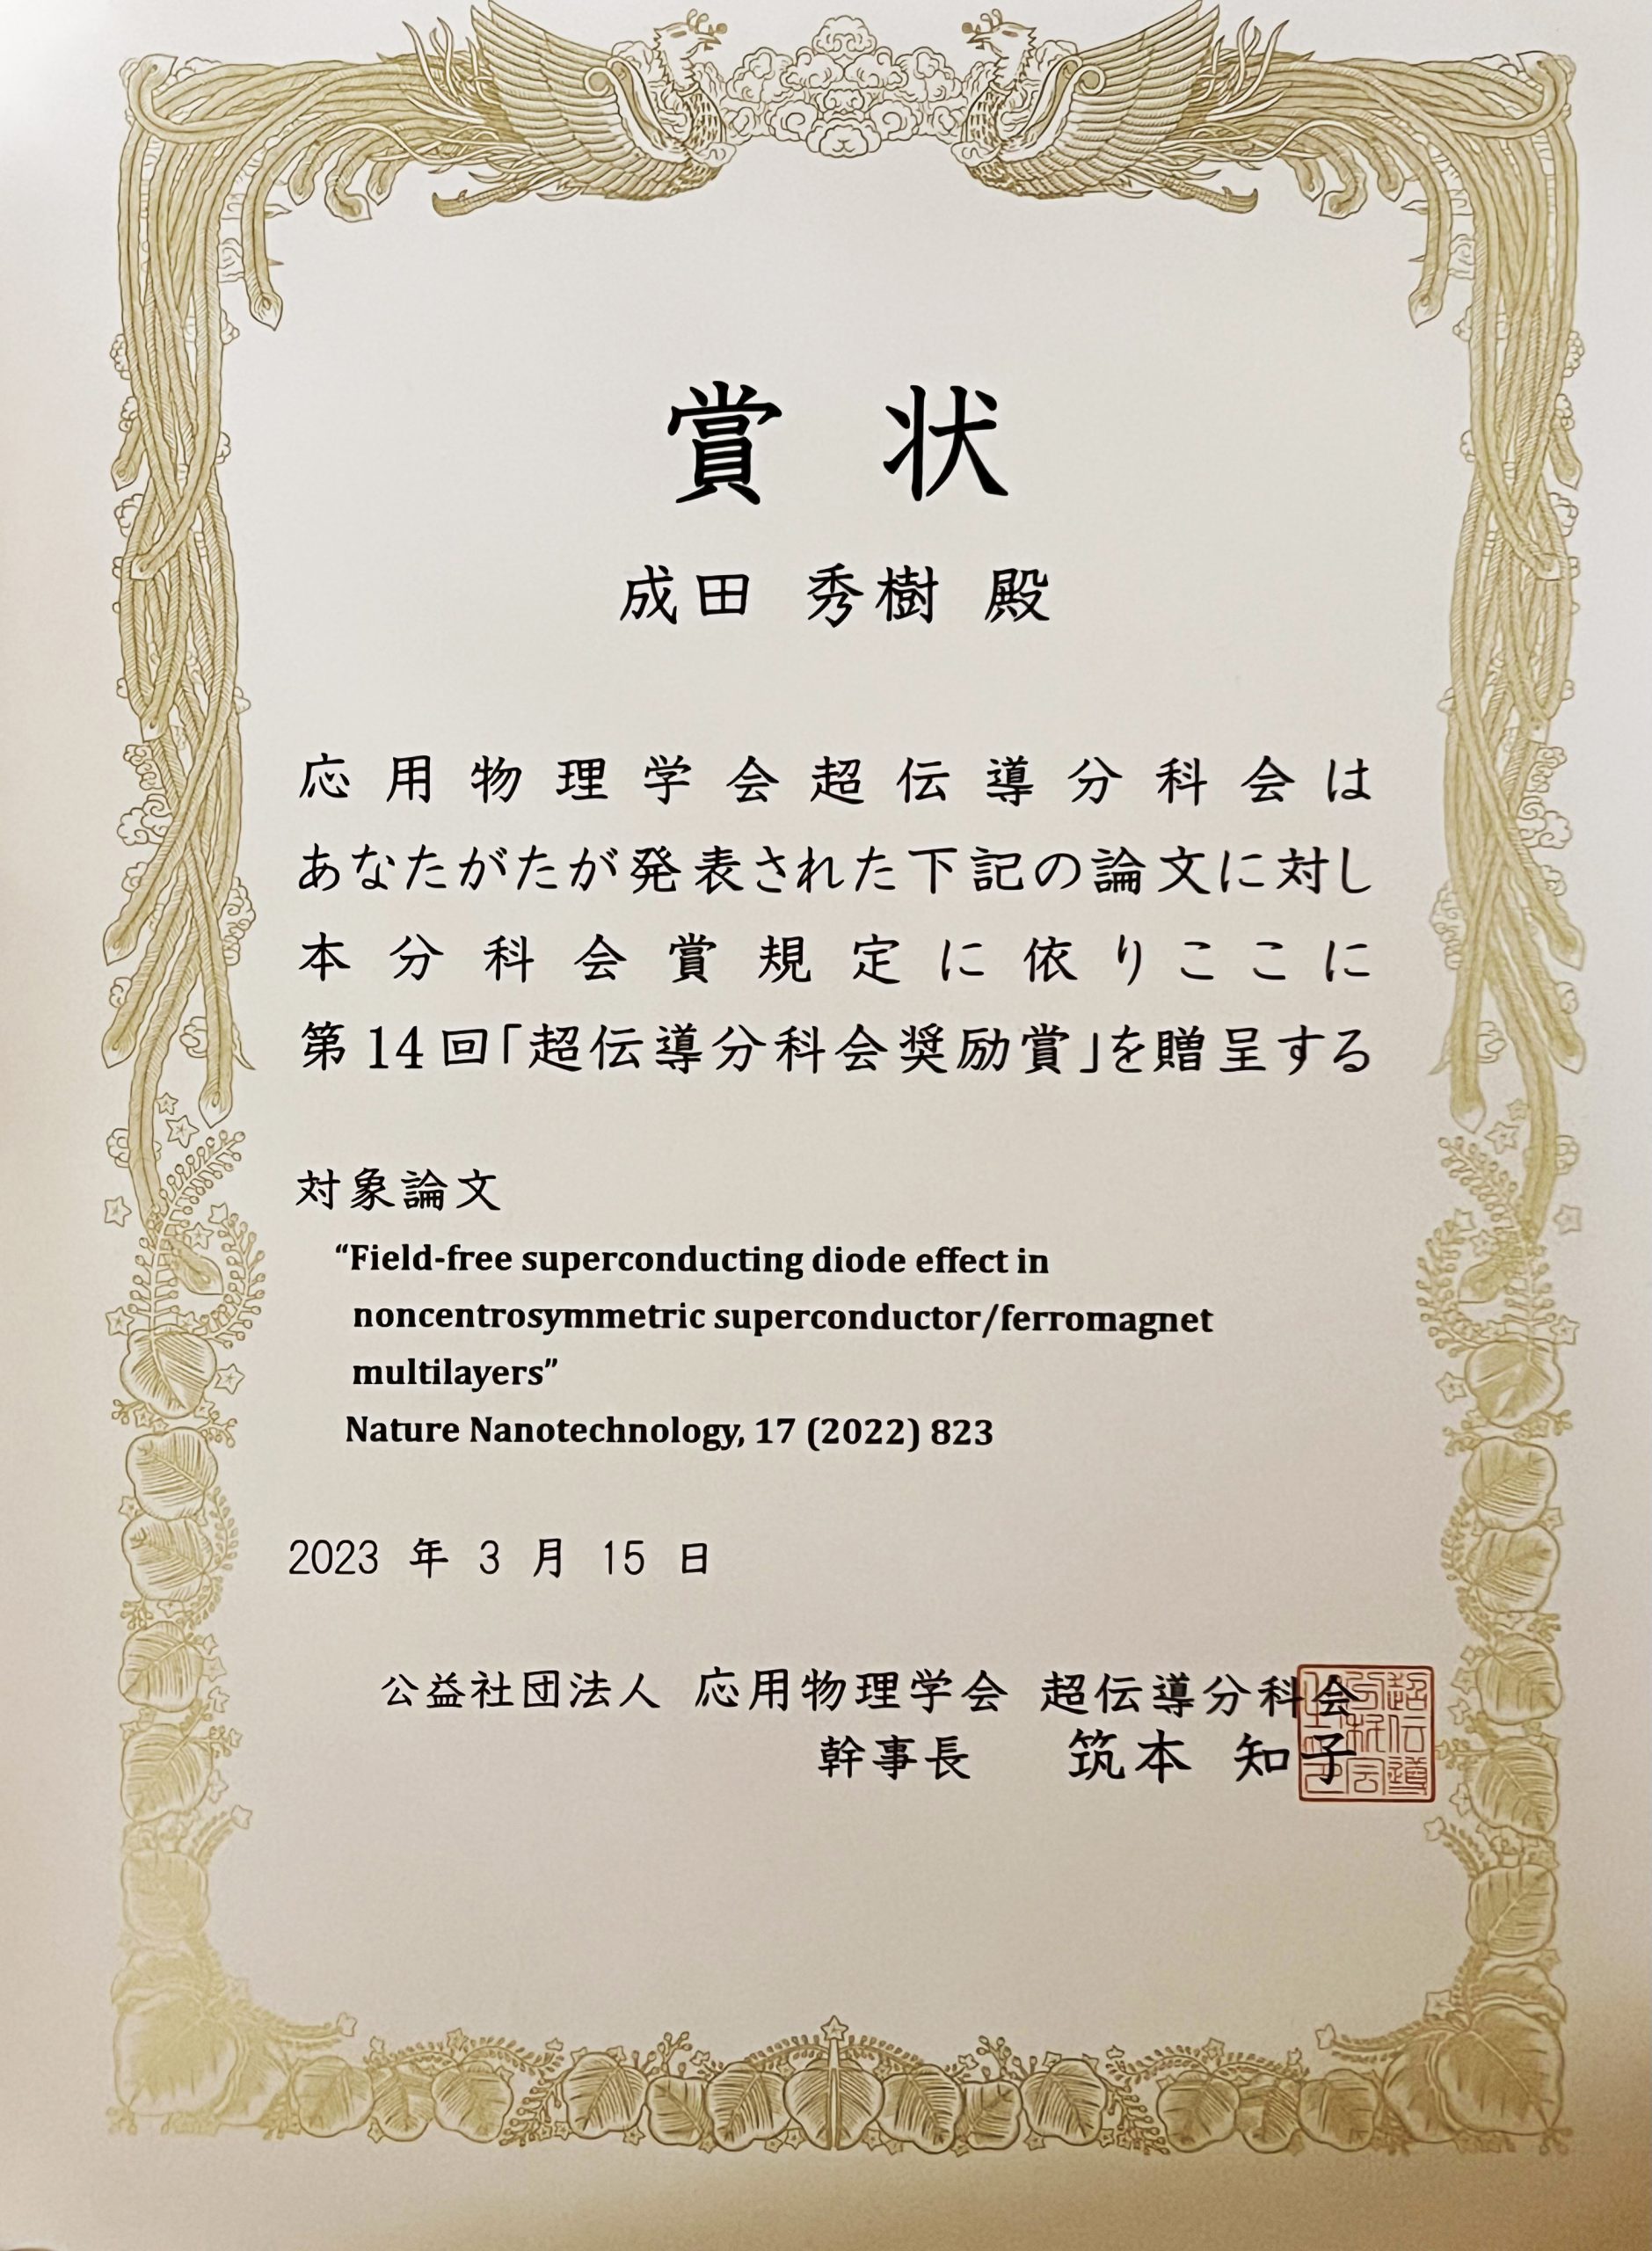 賞状
成田 秀樹 殿
応用物理学会超伝導分科会は
あなたがたが発表された下記の論文に対し
本分科会賞規定に依りここに
第14回「超伝導分科会奨励賞」を贈呈する
対象論文
“Field-free superconducting diode effect in
noncentrosymmetric superconductor/ferromagnet
multilayers”
Nature Nanotechnology, 17 (2022) 823
2023 年 3 月 15 日
公益社団法人 応用物理学会 超伝導分科会
幹事長 筑本 知子